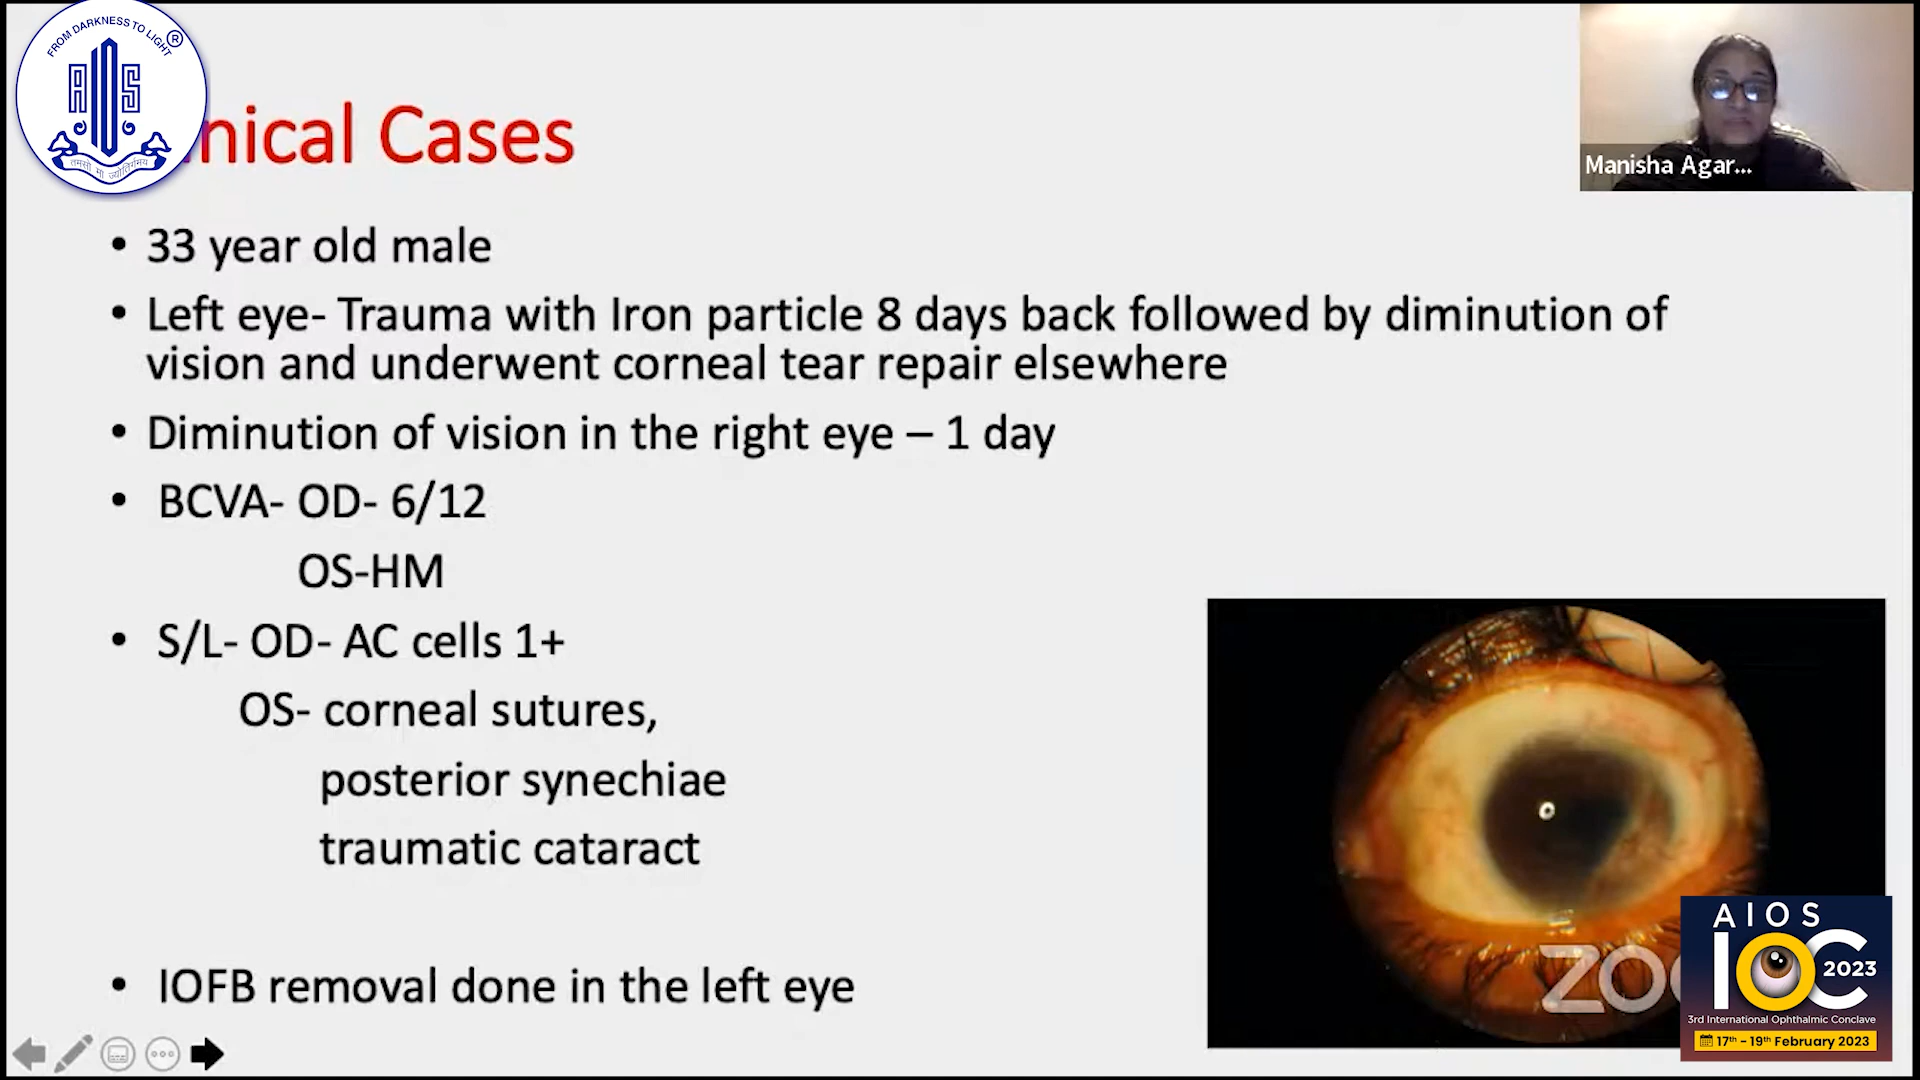 FROM DARKNESS TO LIGHT
®
AIOS
तमसो मा ज्योतिर्गमय
nical Cases
Manisha Agar...
• 33 year old male
• Left eye- Trauma with Iron particle 8 days back followed by diminution of
vision and underwent corneal tear repair elsewhere
• Diminution of vision in the right eye – 1 day
• BCVA- OD- 6/12
OS-HM
• S/L- OD- AC cells 1+
OS- corneal sutures,
posterior synechiae
traumatic cataract
• IOFB removal done in the left eye
zoo
AIOS
IOC 2023
3rd International Ophthalmic Conclave
17th - 19th February 2023